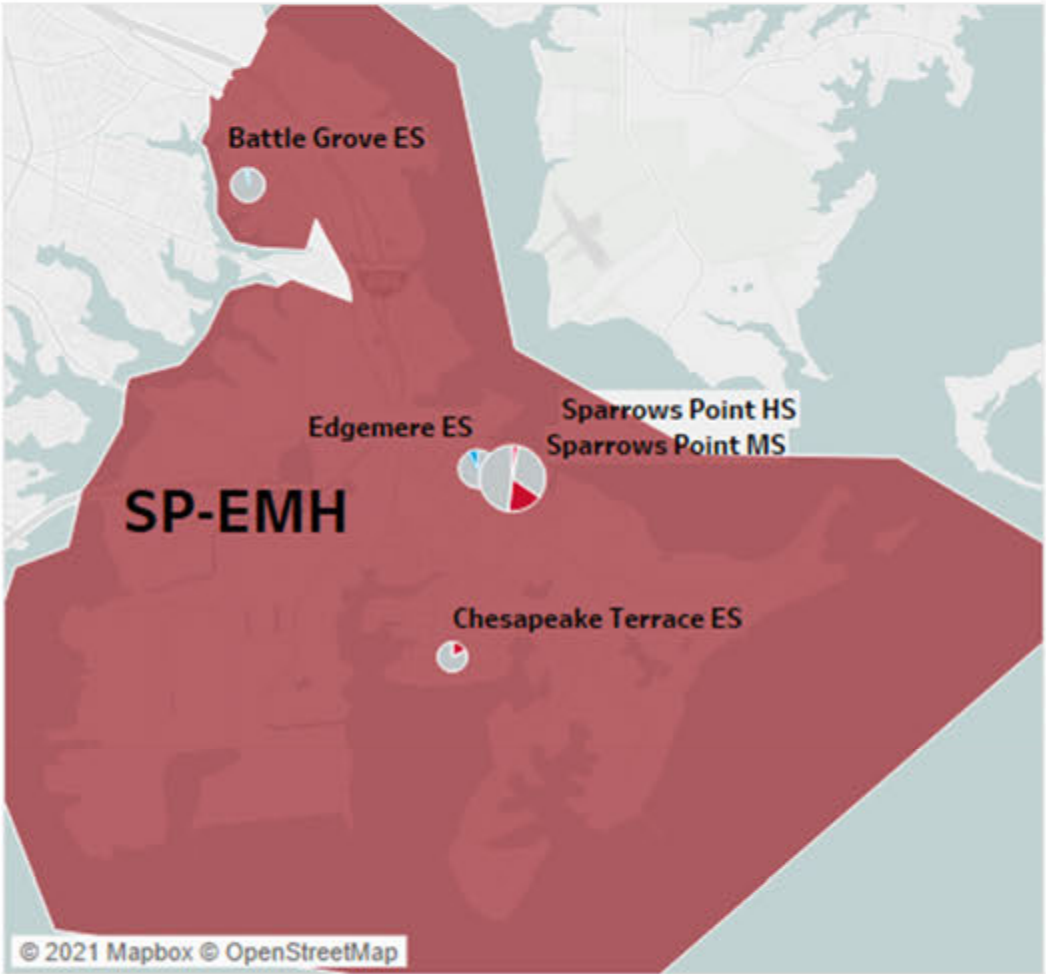 Battle Grove ES
Sparrows Point HS
Edgemere ES
Sparrows Point MS
SP-EMH
Chesapeake Terrace ES
© 2021 Mapbox © OpenStreetMap